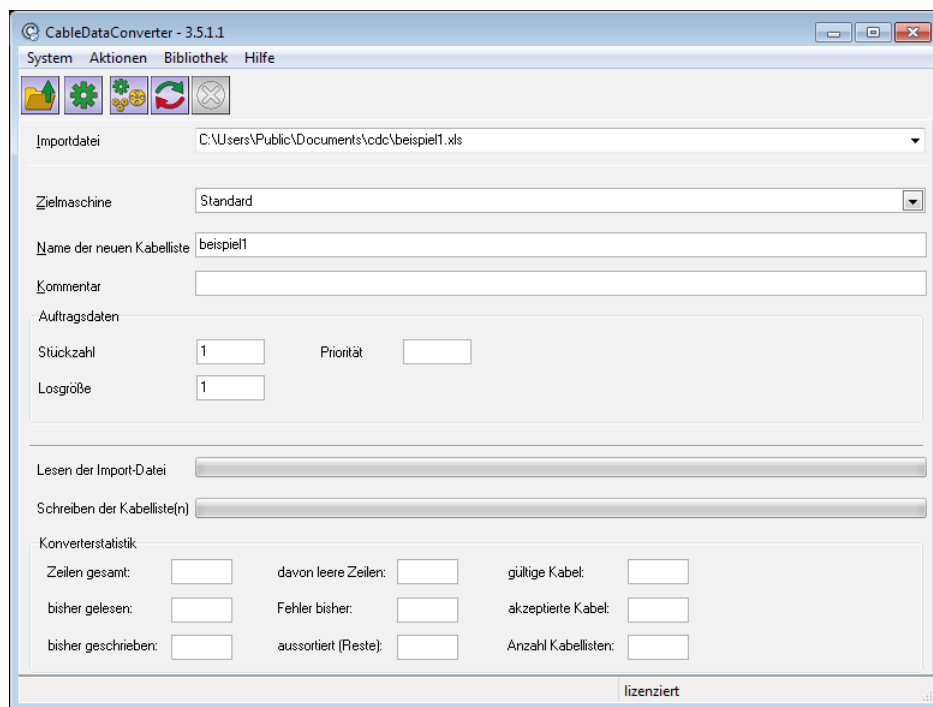 CableDataConverter - 3.5.1.1
System Aktionen Bibliothek Hilfe
Importdatei C:\Users\Public\Documents\cdc\beispiel1.xls
Zielmaschine Standard
Name der neuen Kabelliste beispiel1
Kommentar
Auftragsdaten
Stückzahl 1 Priorität
Losgröße 1
Lesen der Import-Datei
Schreiben der Kabelliste(n)
Konverterstatistik
Zeilen gesamt: davon leere Zeilen: gültige Kabel:
bisher gelesen: Fehler bisher: akzeptierte Kabel:
bisher geschrieben: aussortiert (Reste): Anzahl Kabellisten:
lizenziert